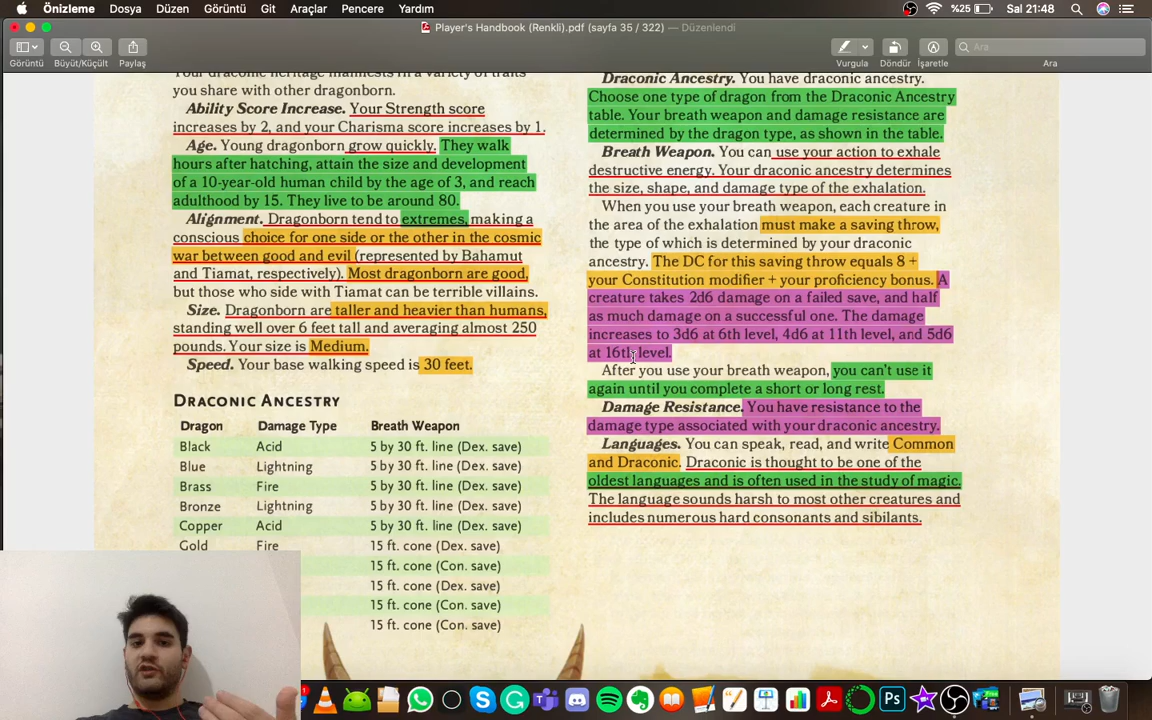 Önizleme Dosya Düzen Görüntü Git Araçlar Pencere Yardım
%25 Sal 21:48
Player's Handbook (Renkli).pdf (sayfa 35 / 322) — Düzenlendi
Görüntü Büyüt/Küçült Paylaş
Vurgula Döndür İşaretle Ara
Ara
Your draconic heritage manifests in a variety of traits
you share with other dragonborn.
Ability Score Increase. Your Strength score
increases by 2, and your Charisma score increases by 1.
Age. Young dragonborn grow quickly. They walk
hours after hatching, attain the size and development
of a 10-year-old human child by the age of 3, and reach
adulthood by 15. They live to be around 80.
Alignment. Dragonborn tend to extremes, making a
conscious choice for one side or the other in the cosmic
war between good and evil (represented by Bahamut
and Tiamat, respectively). Most dragonborn are good,
but those who side with Tiamat can be terrible villains.
Size. Dragonborn are taller and heavier than humans,
standing well over 6 feet tall and averaging almost 250
pounds. Your size is Medium.
Speed. Your base walking speed is 30 feet.
DRACONIC ANCESTRY
Dragon Damage Type Breath Weapon
Black Acid 5 by 30 ft. line (Dex. save)
Blue Lightning 5 by 30 ft. line (Dex. save)
Brass Fire 5 by 30 ft. line (Dex. save)
Bronze Lightning 5 by 30 ft. line (Dex. save)
Copper Acid 5 by 30 ft. line (Dex. save)
Gold Fire 15 ft. cone (Dex. save)
15 ft. cone (Con. save)
15 ft. cone (Dex. save)
15 ft. cone (Con. save)
15 ft. cone (Con. save)
Draconic Ancestry. You have draconic ancestry.
Choose one type of dragon from the Draconic Ancestry
table. Your breath weapon and damage resistance are
determined by the dragon type, as shown in the table.
Breath Weapon. You can use your action to exhale
destructive energy. Your draconic ancestry determines
the size, shape, and damage type of the exhalation.
When you use your breath weapon, each creature in
the area of the exhalation must make a saving throw,
the type of which is determined by your draconic
ancestry. The DC for this saving throw equals 8 +
your Constitution modifier + your proficiency bonus. A
creature takes 2d6 damage on a failed save, and half
as much damage on a successful one. The damage
increases to 3d6 at 6th level, 4d6 at 11th level, and 5d6
at 16th level.
After you use your breath weapon, you can't use it
again until you complete a short or long rest.
Damage Resistance. You have resistance to the
damage type associated with your draconic ancestry.
Languages. You can speak, read, and write Common
and Draconic. Draconic is thought to be one of the
oldest languages and is often used in the study of magic.
The language sounds harsh to most other creatures and
includes numerous hard consonants and sibilants.